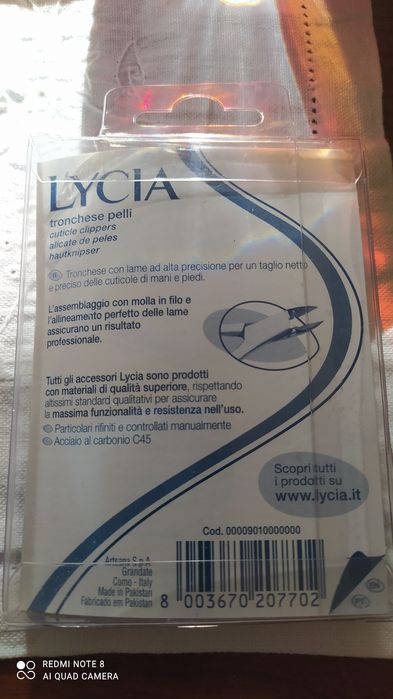 LYCIA
tronchese pelli
cuticle clippers
alicate de peles
hautknipser
Tronchese con lame ad alta precisione per un taglio netto
e preciso delle cuticole di mani e piedi.
L'assemblaggio con molla in filo e
l'allineamento perfetto delle lame
assicurano un risultato
professionale.
Tutti gli accessori Lycia sono prodotti
con materiali di qualità superiore, rispettando
altissimi standard qualitativi per assicurare
la massima funzionalità e resistenza nell'uso.
Particolari rifiniti e controllati manualmente
Acciaio al carbonio C45
Scopri tutti
i prodotti su
www.lycia.it
Cod. 00009010000000
Artsana S.p.A
Grandate
Como - Italy
Made in Pakistan
Fabricado em Pakistan
8 003670 207702
EN
PT
REDMI NOTE 8
AI QUAD CAMERA